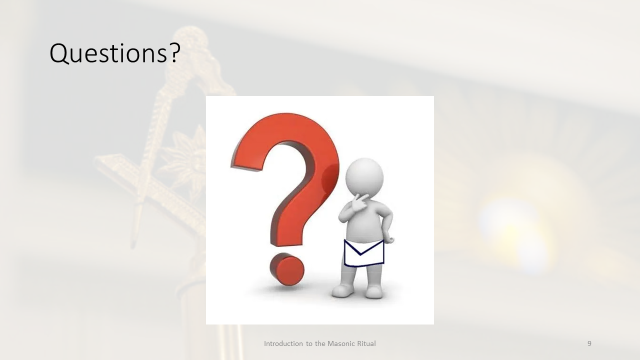 Questions?
Introduction to the Masonic Ritual
9